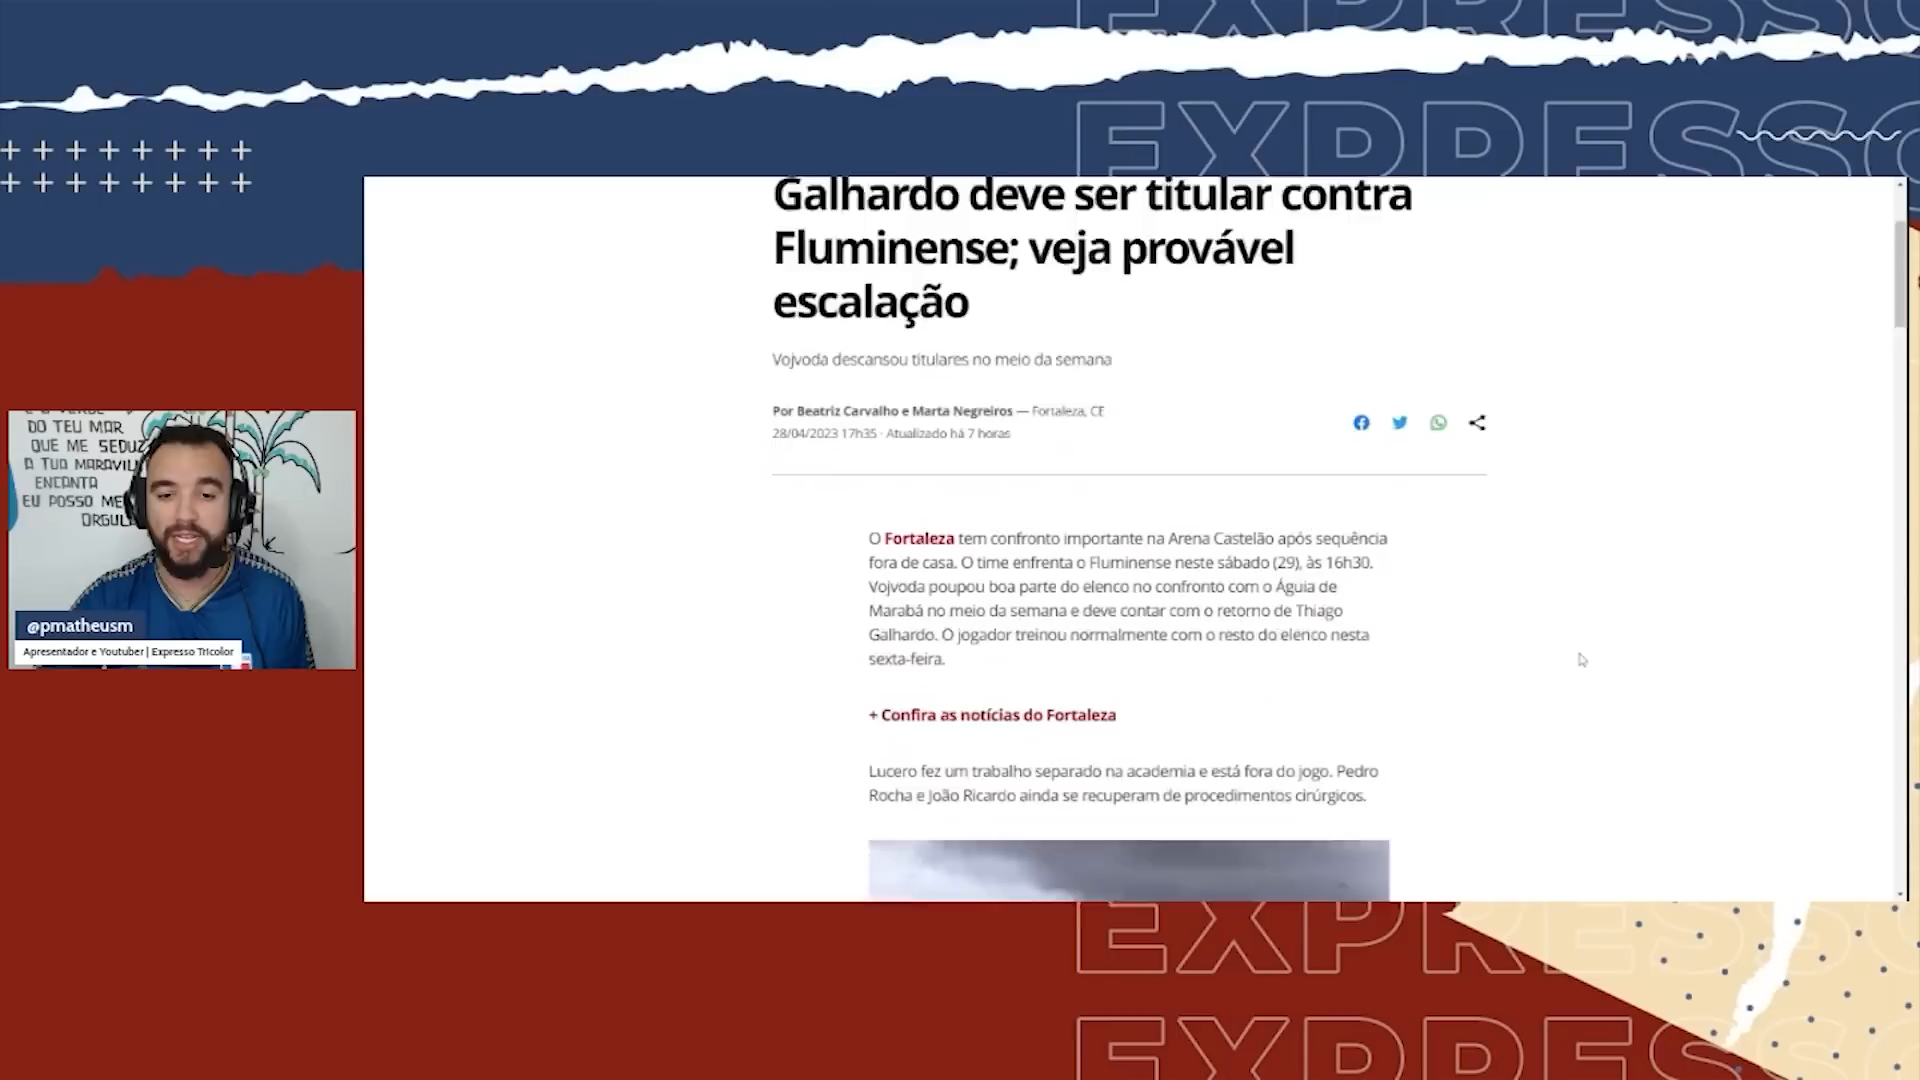 EXPRESSO
EXPRESSO
Galhardo deve ser titular contra
Fluminense; veja provável
escalação
Vojvoda descansou titulares no meio da semana
Por Beatriz Carvalho e Marta Negreiros — Fortaleza, CE
28/04/2023 17h35 · Atualizado há 7 horas
O Fortaleza tem confronto importante na Arena Castelão após sequência
fora de casa. O time enfrenta o Fluminense neste sábado (29), às 16h30.
Vojvoda poupou boa parte do elenco no confronto com o Águia de
Marabá no meio da semana e deve contar com o retorno de Thiago
Galhardo. O jogador treinou normalmente com o resto do elenco nesta
sexta-feira.
+ Confira as notícias do Fortaleza
Lucero fez um trabalho separado na academia e está fora do jogo. Pedro
Rocha e João Ricardo ainda se recuperam de procedimentos cirúrgicos.
DO TEU MAR
QUE ME SEDUZ
A TUA MARAVIL
ENCANTA
EU POSSO ME
ORGUL
@pmatheusm
Apresentador e Youtuber | Expresso Tricolor
EXPRESSO
EXPRESSO